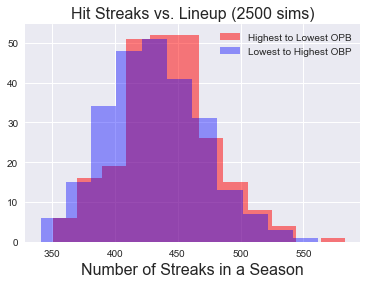 Hit Streaks vs. Lineup (2500 sims)
Highest to Lowest OPB
Lowest to Highest OBP
50
40
30
20
10
0
350 400 450 500 550
Number of Streaks in a Season